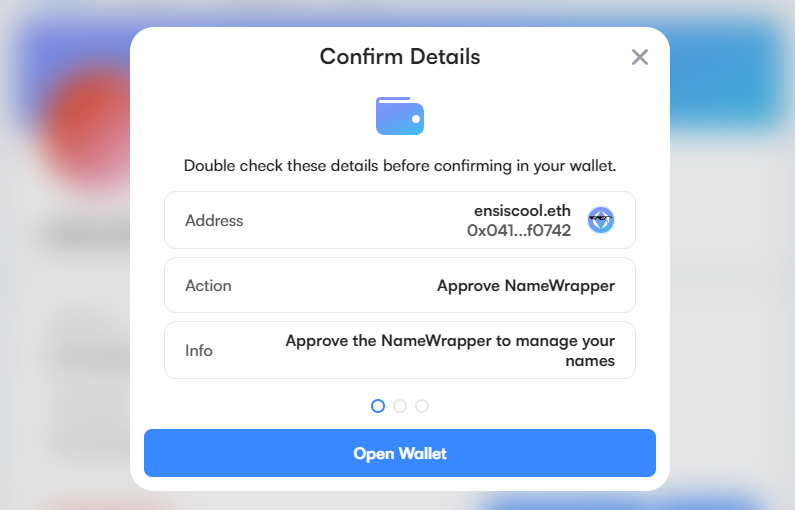 Confirm Details
Double check these details before confirming in your wallet.
Address
ensiscool.eth
0x041...f0742
Action
Approve NameWrapper
Info
Approve the NameWrapper to manage your
names
Open Wallet